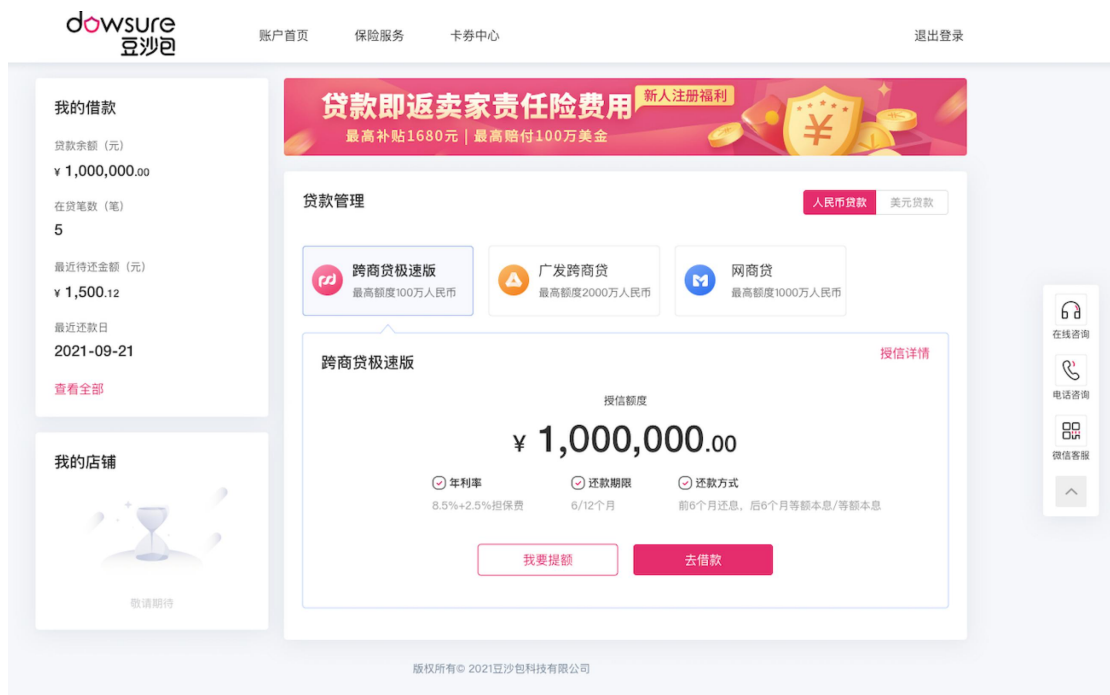 dowsure
豆沙包
账户首页 保险服务 卡券中心 退出登录
我的借款
贷款余额（元）
¥ 1,000,000.00
在贷笔数（笔）
5
最近待还金额（元）
¥ 1,500.12
最近还款日
2021-09-21
查看全部
我的店铺
敬请期待
贷款即返卖家责任险费用
新人注册福利
最高补贴1680元 | 最高赔付100万美金
¥
贷款管理
人民币贷款 美元贷款
跨商贷极速版
最高额度100万人民币
广发跨商贷
最高额度2000万人民币
网商贷
最高额度1000万人民币
跨商贷极速版
授信详情
授信额度
¥ 1,000,000.00
年利率 还款期限 还款方式
8.5%+2.5%担保费 6/12个月 前6个月还息，后6个月等额本息/等额本息
我要提额 去借款
在线咨询
电话咨询
微信客服
版权所有© 2021豆沙包科技有限公司